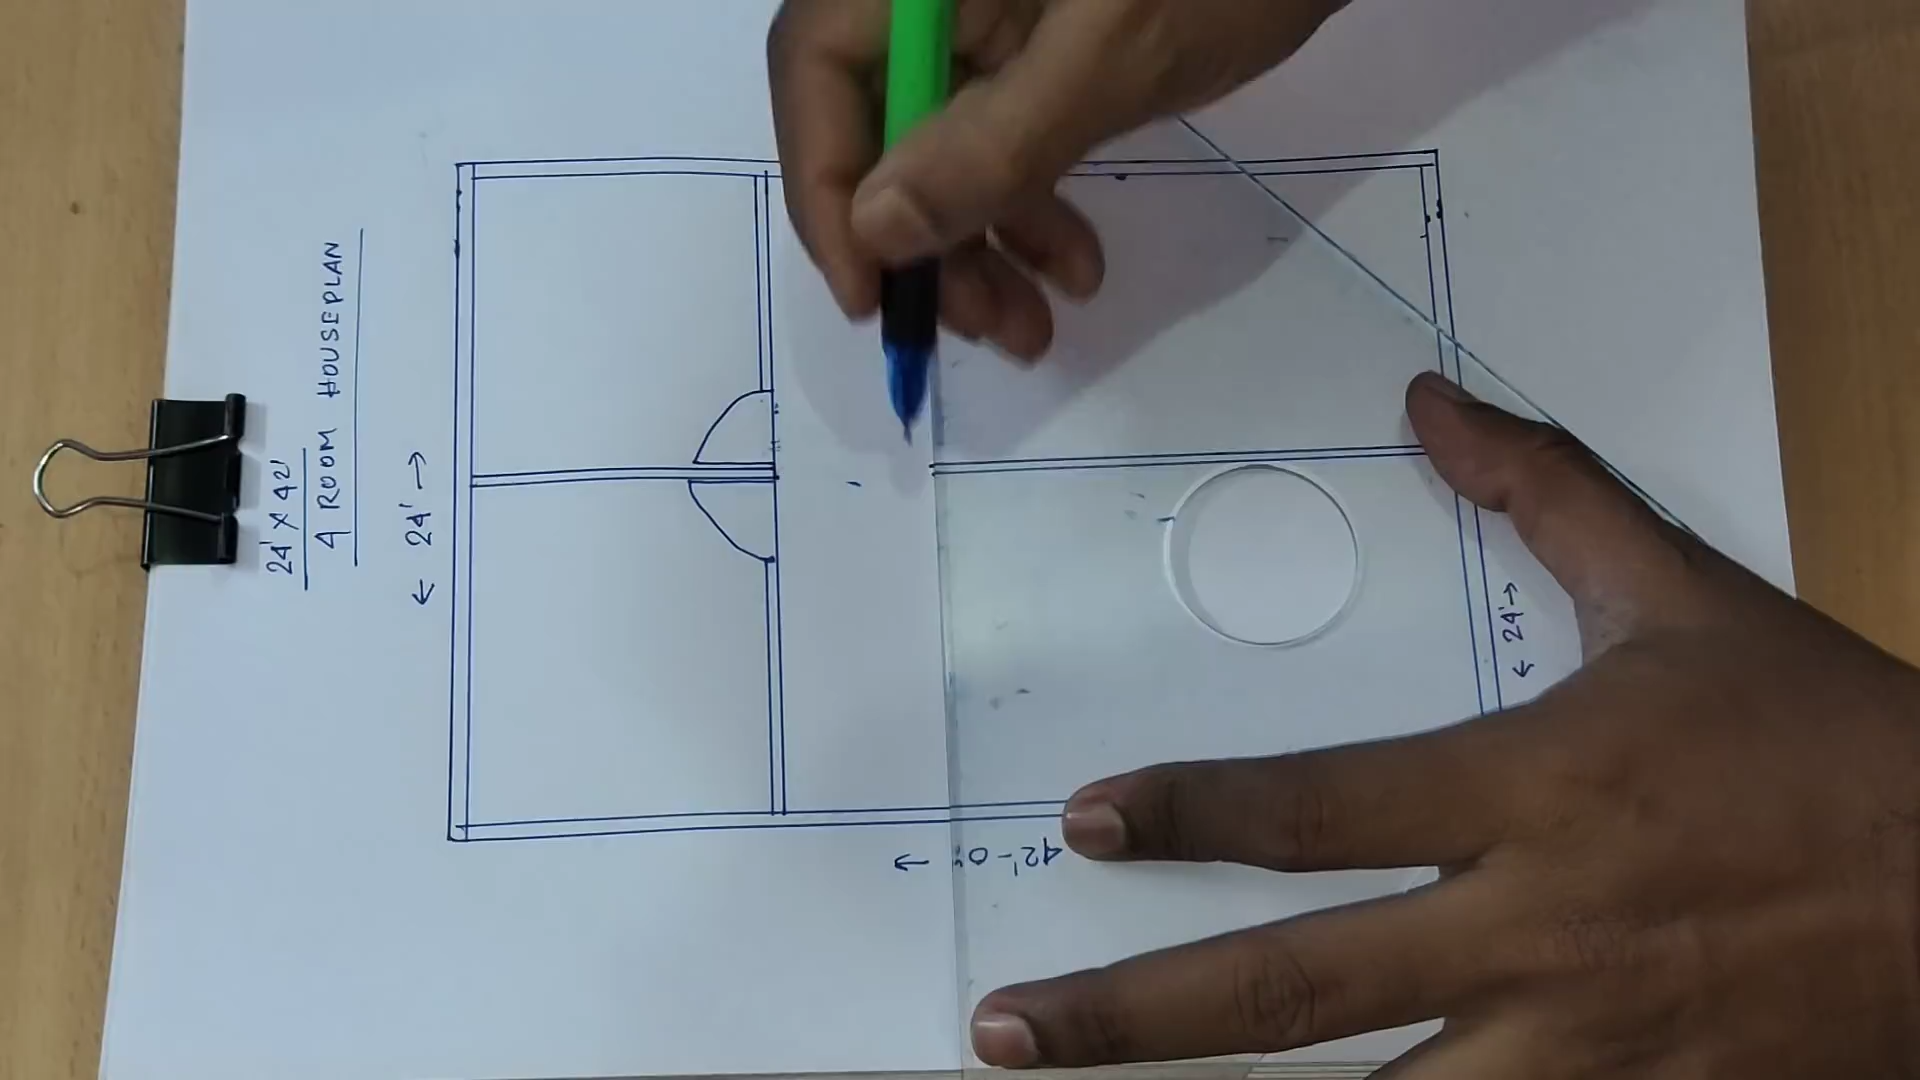 24' X 42'
4 ROOM HOUSEPLAN
← 24' →
← 24' →
42'-0" →